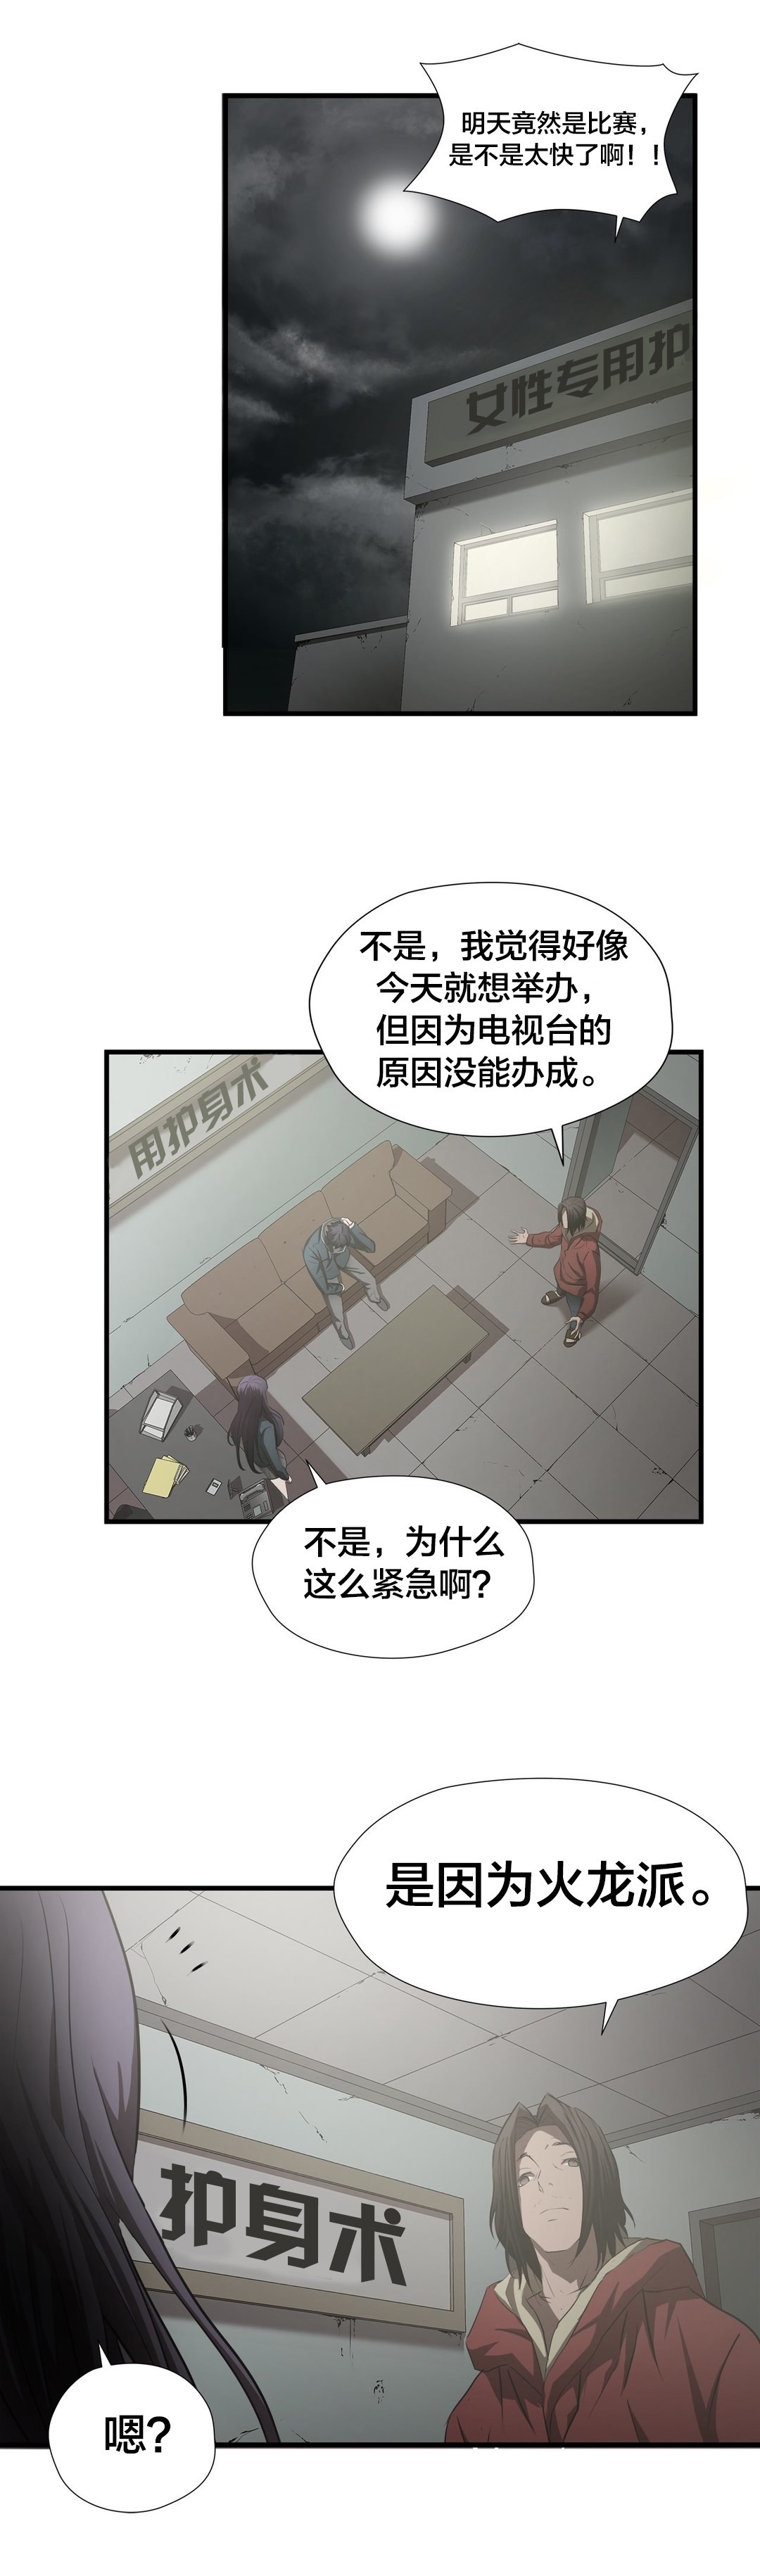 明天竟然是比赛，
是不是太快了啊！！
女性专用护
不是，我觉得好像
今天就想举办，
但因为电视台的
原因没能办成。
用护身术
不是，为什么
这么紧急啊？
是因为火龙派。
护身术
嗯？